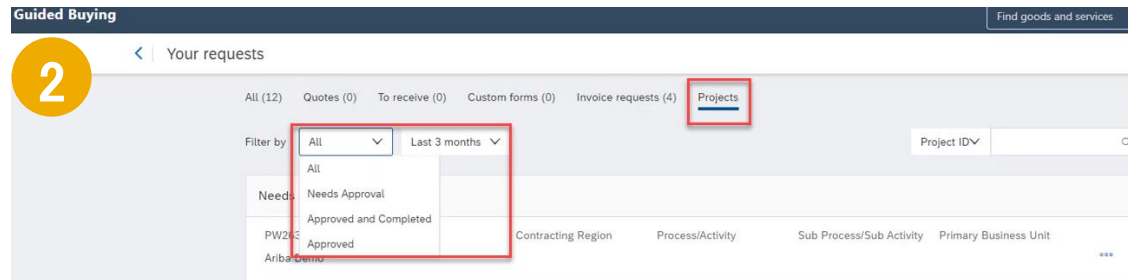 Guided Buying
Find goods and services
2
Your requests
All (12) Quotes (0) To receive (0) Custom forms (0) Invoice requests (4) Projects
Filter by All Last 3 months Project ID
All
Needs Needs Approval
Approved and Completed
PW263 Contracting Region Process/Activity Sub Process/Sub Activity Primary Business Unit
Approved
Ariba Demo